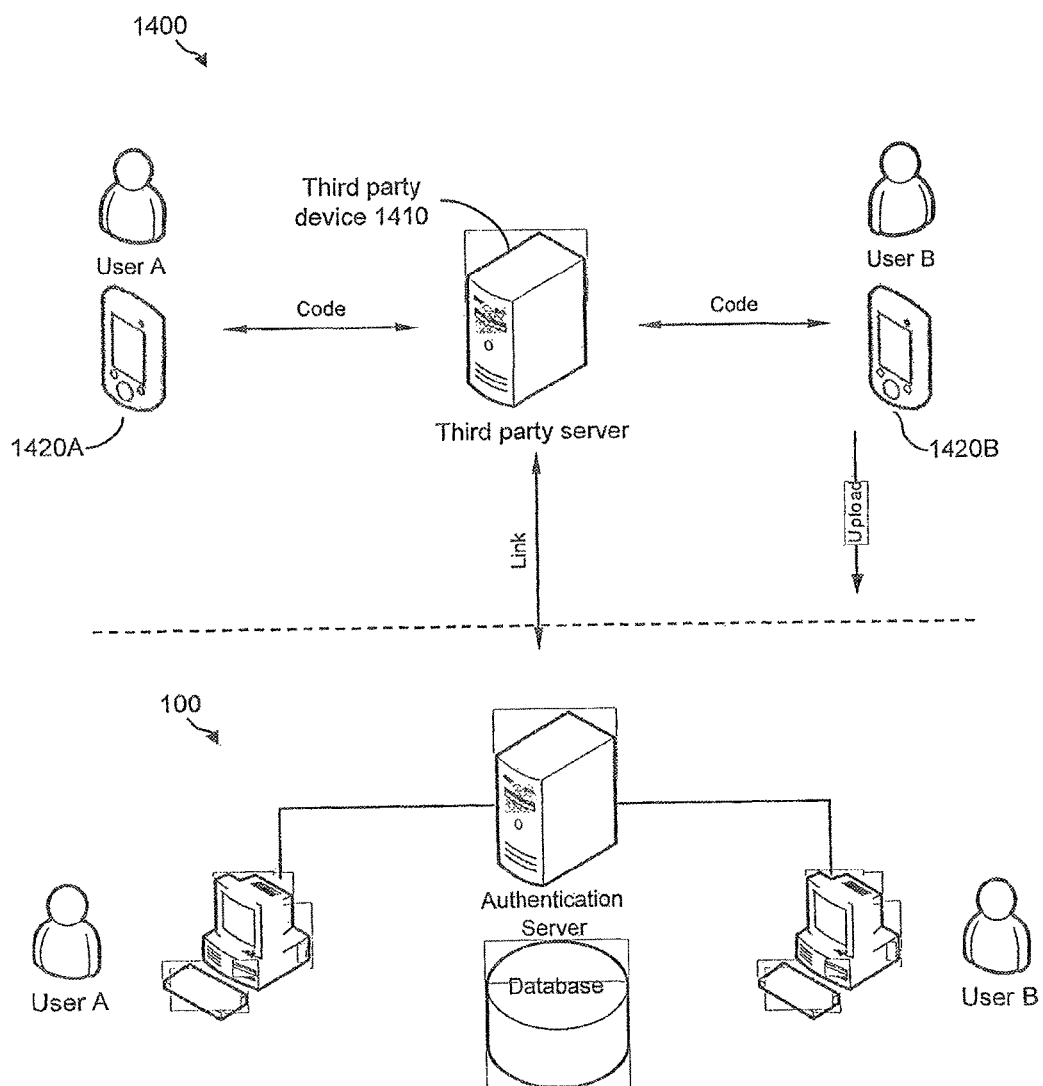 1400
Third party
device 1410
User A
User B
Code
Code
Third party server
1420A
1420B
Upload
Link
100
Authentication
Server
Database
User A
User B